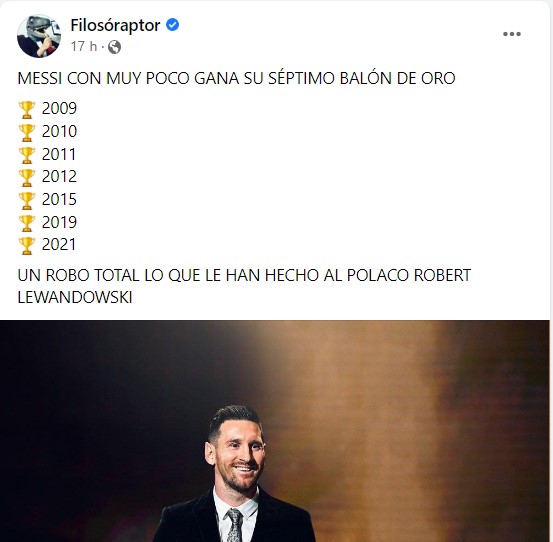 Filosóraptor
17 h ·
MESSI CON MUY POCO GANA SU SÉPTIMO BALÓN DE ORO
🏆 2009
🏆 2010
🏆 2011
🏆 2012
🏆 2015
🏆 2019
🏆 2021
UN ROBO TOTAL LO QUE LE HAN HECHO AL POLACO ROBERT
LEWANDOWSKI